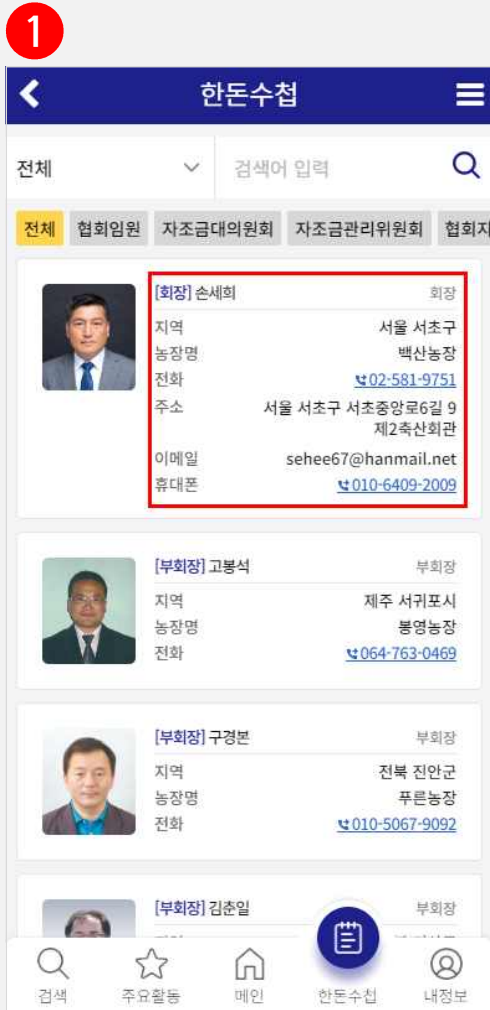 1
한돈수첩
전체 검색어 입력
전체 협회임원 자조금대의원회 자조금관리위원회 협회지
[회장] 손세희 회장
지역 서울 서초구
농장명 백산농장
전화 02-581-9751
주소 서울 서초구 서초중앙로6길 9
제2축산회관
이메일 sehee67@hanmail.net
휴대폰 010-6409-2009
[부회장] 고봉석 부회장
지역 제주 서귀포시
농장명 봉영농장
전화 064-763-0469
[부회장] 구경본 부회장
지역 전북 진안군
농장명 푸른농장
전화 010-5067-9092
[부회장] 김춘일 부회장
검색 주요활동 메인 한돈수첩 내정보